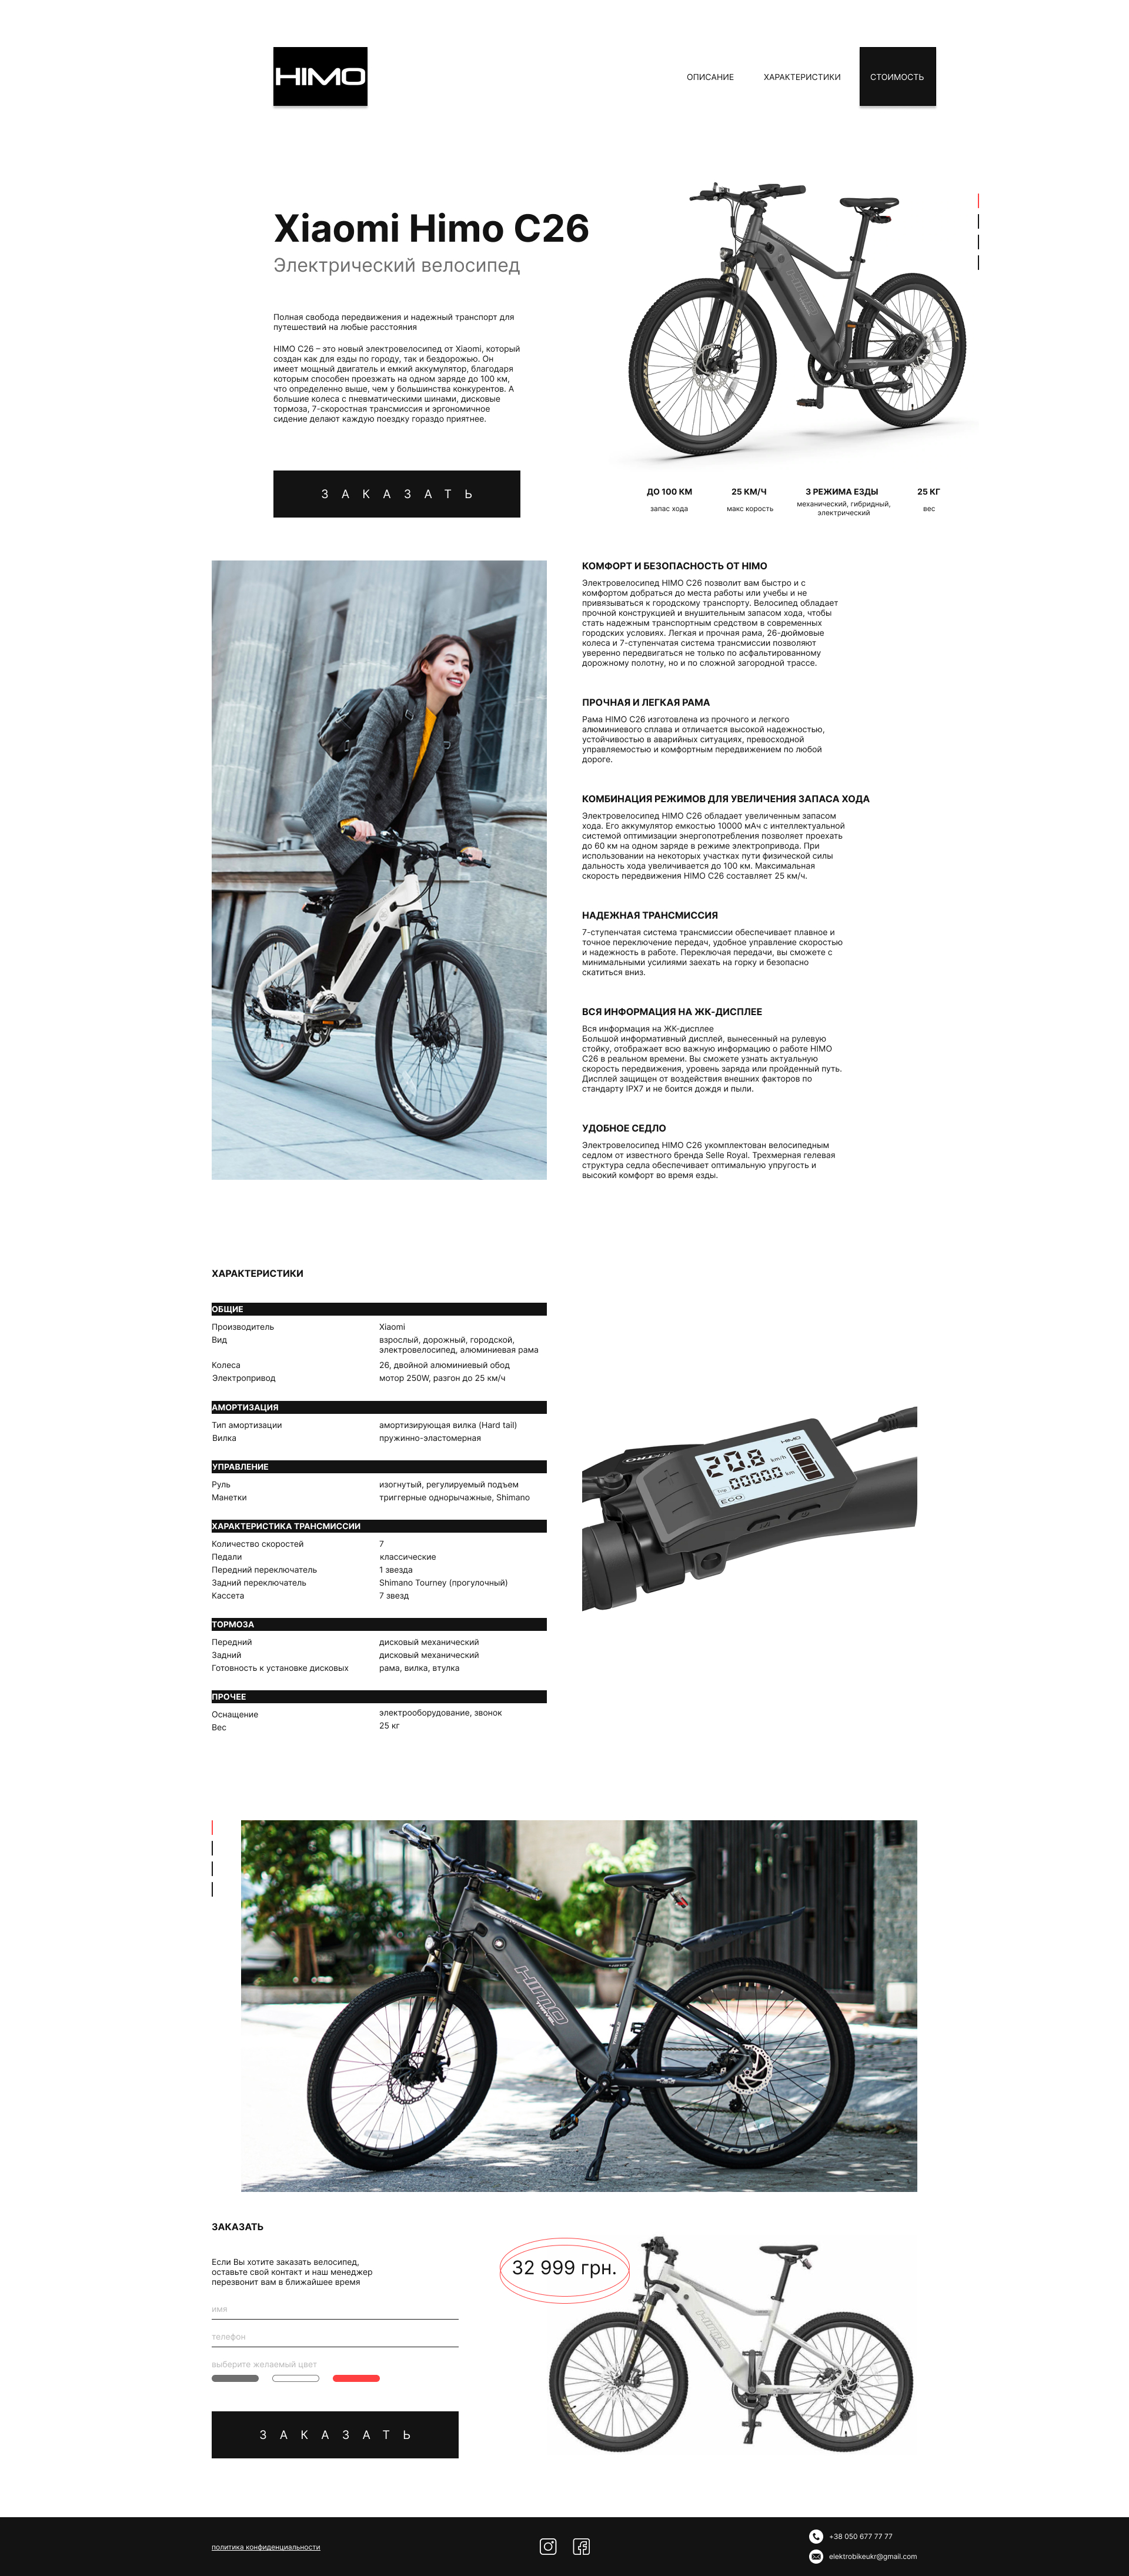 HIMO
ОПИСАНИЕ
ХАРАКТЕРИСТИКИ
СТОИМОСТЬ
Xiaomi Himo C26
Электрический велосипед
Полная свобода передвижения и надежный транспорт для
путешествий на любые расстояния
HIMO C26 – это новый электровелосипед от Xiaomi, который
создан как для езды по городу, так и бездорожью. Он
имеет мощный двигатель и емкий аккумулятор, благодаря
которым способен проезжать на одном заряде до 100 км,
что определенно выше, чем у большинства конкурентов. А
большие колеса с пневматическими шинами, дисковые
тормоза, 7-скоростная трансмиссия и эргономичное
сидение делают каждую поездку гораздо приятнее.
ЗАКАЗАТЬ
ДО 100 КМ
запас хода
25 КМ/Ч
макс корость
3 РЕЖИМА ЕЗДЫ
механический, гибридный,
электрический
25 КГ
вес
КОМФОРТ И БЕЗОПАСНОСТЬ ОТ HIMO
Электровелосипед HIMO C26 позволит вам быстро и с
комфортом добраться до места работы или учебы и не
привязываться к городскому транспорту. Велосипед обладает
прочной конструкцией и внушительным запасом хода, чтобы
стать надежным транспортным средством в современных
городских условиях. Легкая и прочная рама, 26-дюймовые
колеса и 7-ступенчатая система трансмиссии позволяют
уверенно передвигаться не только по асфальтированному
дорожному полотну, но и по сложной загородной трассе.
ПРОЧНАЯ И ЛЕГКАЯ РАМА
Рама HIMO C26 изготовлена из прочного и легкого
алюминиевого сплава и отличается высокой надежностью,
устойчивостью в аварийных ситуациях, превосходной
управляемостью и комфортным передвижением по любой
дороге.
КОМБИНАЦИЯ РЕЖИМОВ ДЛЯ УВЕЛИЧЕНИЯ ЗАПАСА ХОДА
Электровелосипед HIMO C26 обладает увеличенным запасом
хода. Его аккумулятор емкостью 10000 мАч с интеллектуальной
системой оптимизации энергопотребления позволяет проехать
до 60 км на одном заряде в режиме электропривода. При
использовании на некоторых участках пути физической силы
дальность хода увеличивается до 100 км. Максимальная
скорость передвижения HIMO C26 составляет 25 км/ч.
НАДЕЖНАЯ ТРАНСМИССИЯ
7-ступенчатая система трансмиссии обеспечивает плавное и
точное переключение передач, удобное управление скоростью
и надежность в работе. Переключая передачи, вы сможете с
минимальными усилиями заехать на горку и безопасно
скатиться вниз.
ВСЯ ИНФОРМАЦИЯ НА ЖК-ДИСПЛЕЕ
Вся информация на ЖК-дисплее
Большой информативный дисплей, вынесенный на рулевую
стойку, отображает всю важную информацию о работе HIMO
C26 в реальном времени. Вы сможете узнать актуальную
скорость передвижения, уровень заряда или пройденный путь.
Дисплей защищен от воздействия внешних факторов по
стандарту IPX7 и не боится дождя и пыли.
УДОБНОЕ СЕДЛО
Электровелосипед HIMO C26 укомплектован велосипедным
седлом от известного бренда Selle Royal. Трехмерная гелевая
структура седла обеспечивает оптимальную упругость и
высокий комфорт во время езды.
ХАРАКТЕРИСТИКИ
ОБЩИЕ
Производитель Xiaomi
Вид взрослый, дорожный, городской,
электровелосипед, алюминиевая рама
Колеса 26, двойной алюминиевый обод
Электропривод мотор 250W, разгон до 25 км/ч
АМОРТИЗАЦИЯ
Тип амортизации амортизирующая вилка (Hard tail)
Вилка пружинно-эластомерная
УПРАВЛЕНИЕ
Руль изогнутый, регулируемый подъем
Манетки триггерные однорычажные, Shimano
ХАРАКТЕРИСТИКА ТРАНСМИССИИ
Количество скоростей 7
Педали классические
Передний переключатель 1 звезда
Задний переключатель Shimano Tourney (прогулочный)
Кассета 7 звезд
ТОРМОЗА
Передний дисковый механический
Задний дисковый механический
Готовность к установке дисковых рама, вилка, втулка
ПРОЧЕЕ
Оснащение электрооборудование, звонок
Вес 25 кг
HIMO
20.8 km/h
Trip 0000.0 km
ECO
HIMO
TRAVEL
HIMO
TRAVEL
TRAVEL
ЗАКАЗАТЬ
Если Вы хотите заказать велосипед,
оставьте свой контакт и наш менеджер
перезвонит вам в ближайшее время
имя
телефон
выберите желаемый цвет
ЗАКАЗАТЬ
32 999 грн.
HIMO
политика конфиденциальности
+38 050 677 77 77
elektrobikeukr@gmail.com